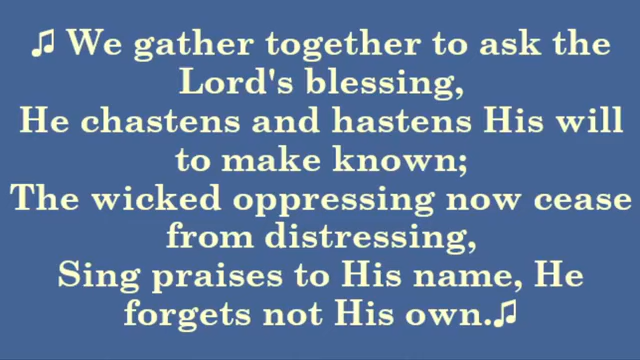 ♫ We gather together to ask the
Lord's blessing,
He chastens and hastens His will
to make known;
The wicked oppressing now cease
from distressing,
Sing praises to His name, He
forgets not His own.♫